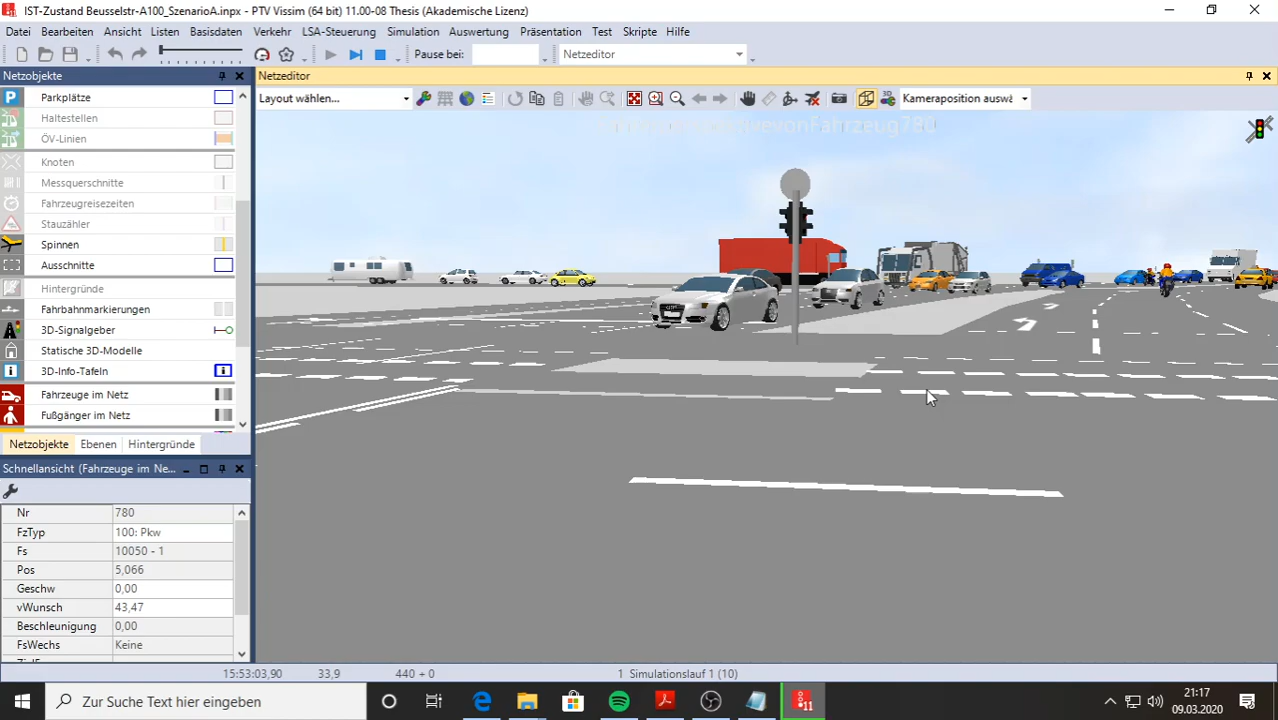 IST-Zustand Beusselstr-A100_SzenarioA.inpx - PTV Vissim (64 bit) 11.00-08 Thesis (Akademische Lizenz)
Datei Bearbeiten Ansicht Listen Basisdaten Verkehr LSA-Steuerung Simulation Auswertung Präsentation Test Skripte Hilfe
Pause bei: Netzeditor
Netzobjekte
Netzeditor
Layout wählen...
3D
Kameraposition auswä
Parkplätze
Haltestellen
ÖV-Linien
Knoten
Messquerschnitte
Fahrzeugreisezeiten
Stauzähler
Spinnen
Ausschnitte
Hintergründe
Fahrbahnmarkierungen
3D-Signalgeber
Statische 3D-Modelle
3D-Info-Tafeln
Fahrzeuge im Netz
Fußgänger im Netz
Netzobjekte Ebenen Hintergründe
Schnellansicht (Fahrzeuge im Ne...
Nr 780
FzTyp 100: Pkw
Fs 10050 - 1
Pos 5,066
Geschw 0,00
vWunsch 43,47
Beschleunigung 0,00
FsWechs Keine
15:53:03,90 33,9 440 + 0 1 Simulationslauf 1 (10)
Zur Suche Text hier eingeben
11
21:17
09.03.2020